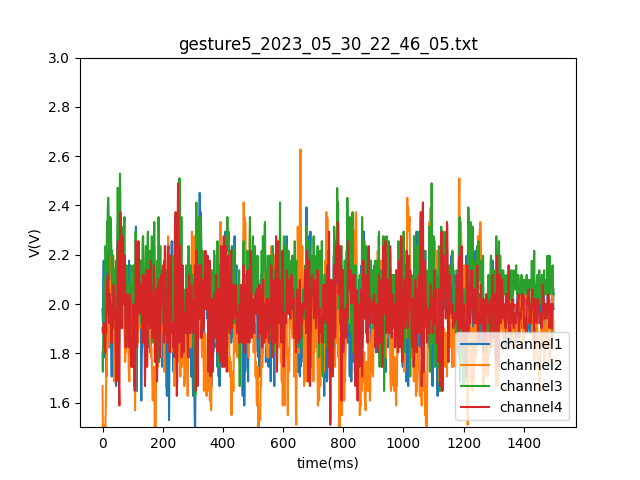 gesture5_2023_05_30_22_46_05.txt
3.0
2.8
2.6
2.4
2.2
2.0
1.8
1.6
V(V)
channel1
channel2
channel3
channel4
0 200 400 600 800 1000 1200 1400
time(ms)